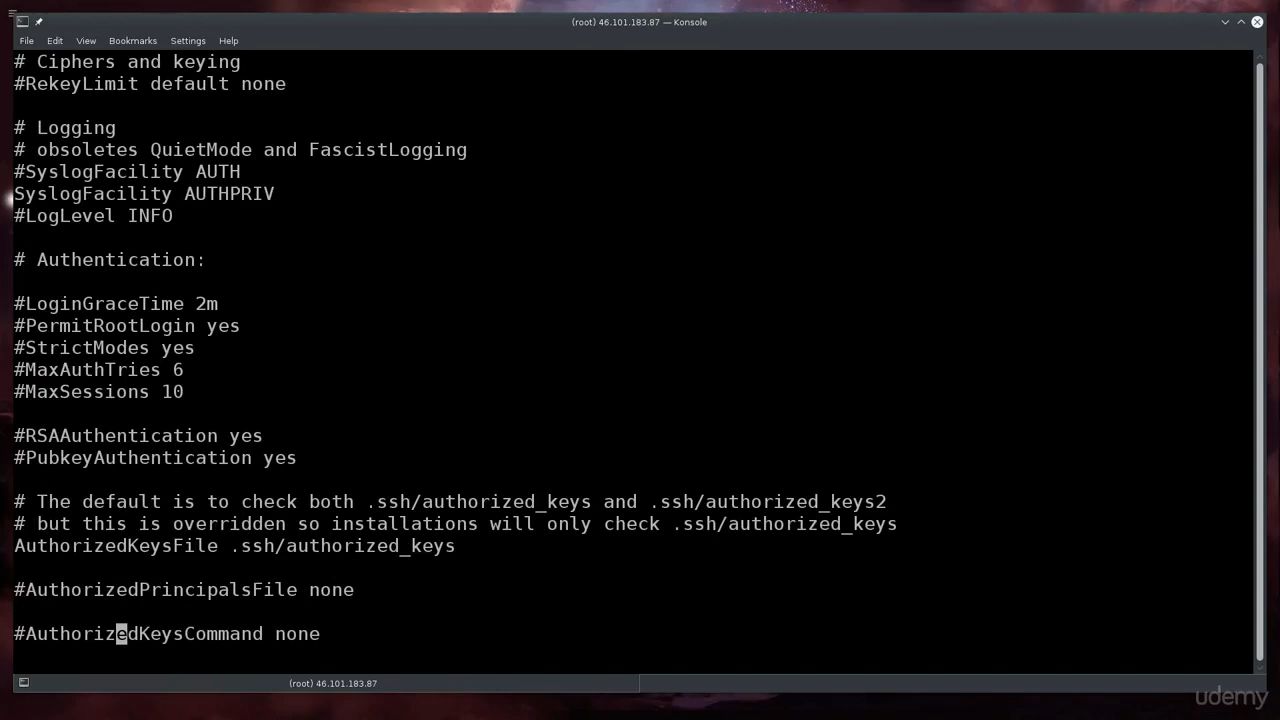 (root) 46.101.183.87 — Konsole
File Edit View Bookmarks Settings Help
# Ciphers and keying
#RekeyLimit default none
# Logging
# obsoletes QuietMode and FascistLogging
#SyslogFacility AUTH
SyslogFacility AUTHPRIV
#LogLevel INFO
# Authentication:
#LoginGraceTime 2m
#PermitRootLogin yes
#StrictModes yes
#MaxAuthTries 6
#MaxSessions 10
#RSAAuthentication yes
#PubkeyAuthentication yes
# The default is to check both .ssh/authorized_keys and .ssh/authorized_keys2
# but this is overridden so installations will only check .ssh/authorized_keys
AuthorizedKeysFile .ssh/authorized_keys
#AuthorizedPrincipalsFile none
#AuthorizedKeysCommand none
(root) 46.101.183.87
udemy